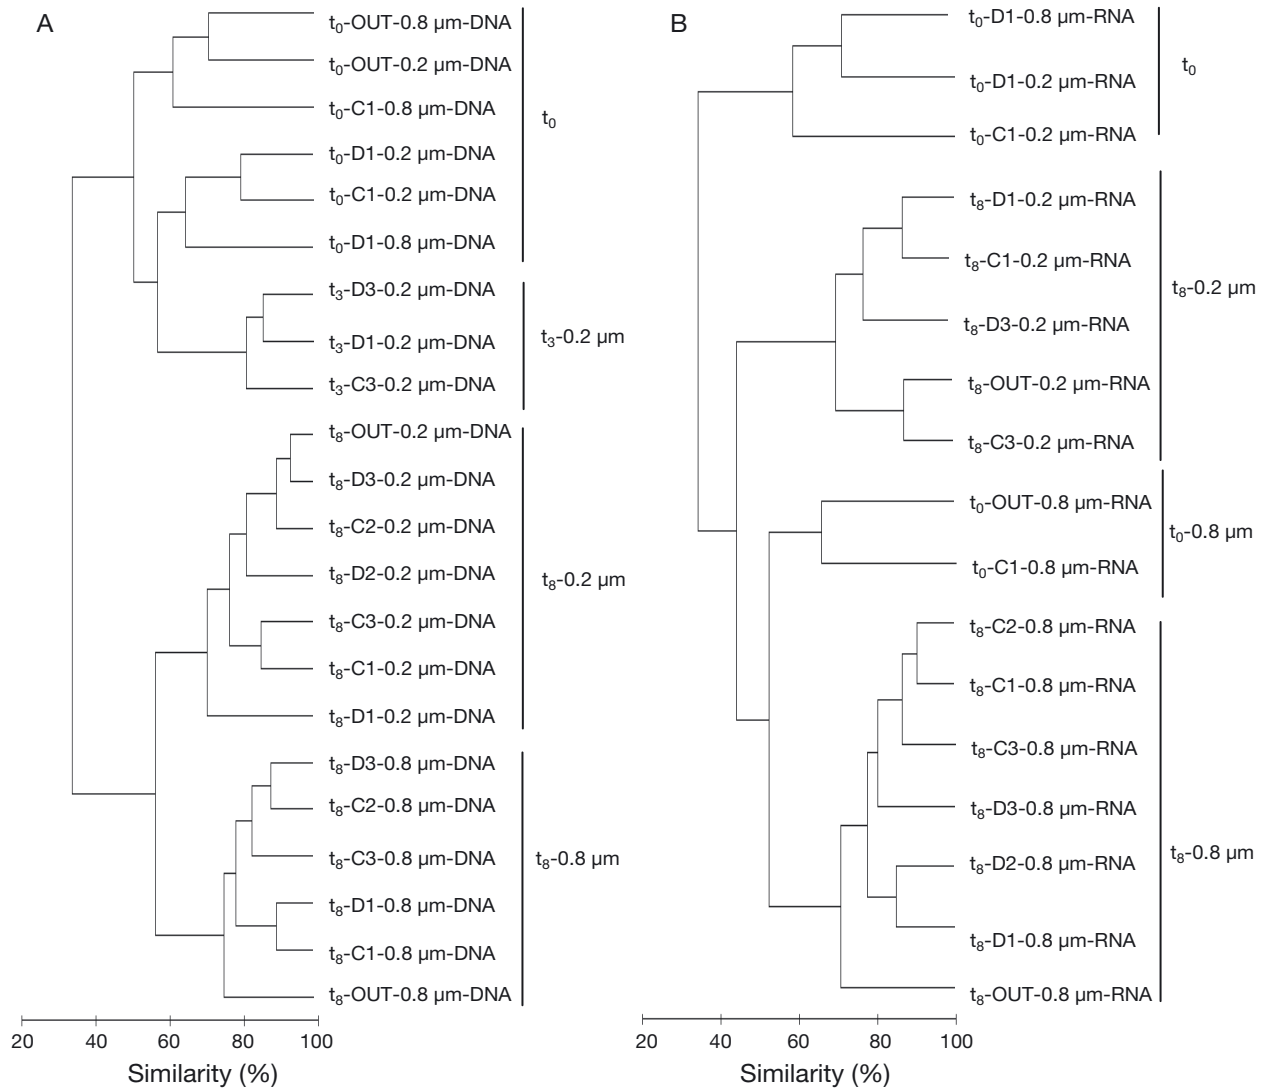 A
t₀-OUT-0.8 µm-DNA
t₀-OUT-0.2 µm-DNA
t₀-C1-0.8 µm-DNA
t₀-D1-0.2 µm-DNA
t₀-C1-0.2 µm-DNA
t₀-D1-0.8 µm-DNA
t₀
t₃-D3-0.2 µm-DNA
t₃-D1-0.2 µm-DNA
t₃-C3-0.2 µm-DNA
t₃-0.2 µm
t₈-OUT-0.2 µm-DNA
t₈-D3-0.2 µm-DNA
t₈-C2-0.2 µm-DNA
t₈-D2-0.2 µm-DNA
t₈-C3-0.2 µm-DNA
t₈-C1-0.2 µm-DNA
t₈-D1-0.2 µm-DNA
t₈-0.2 µm
t₈-D3-0.8 µm-DNA
t₈-C2-0.8 µm-DNA
t₈-C3-0.8 µm-DNA
t₈-D1-0.8 µm-DNA
t₈-C1-0.8 µm-DNA
t₈-OUT-0.8 µm-DNA
t₈-0.8 µm
20 40 60 80 100
Similarity (%)
B
t₀-D1-0.8 µm-RNA
t₀-D1-0.2 µm-RNA
t₀-C1-0.2 µm-RNA
t₀
t₈-D1-0.2 µm-RNA
t₈-C1-0.2 µm-RNA
t₈-D3-0.2 µm-RNA
t₈-OUT-0.2 µm-RNA
t₈-C3-0.2 µm-RNA
t₈-0.2 µm
t₀-OUT-0.8 µm-RNA
t₀-C1-0.8 µm-RNA
t₀-0.8 µm
t₈-C2-0.8 µm-RNA
t₈-C1-0.8 µm-RNA
t₈-C3-0.8 µm-RNA
t₈-D3-0.8 µm-RNA
t₈-D2-0.8 µm-RNA
t₈-D1-0.8 µm-RNA
t₈-OUT-0.8 µm-RNA
t₈-0.8 µm
20 40 60 80 100
Similarity (%)